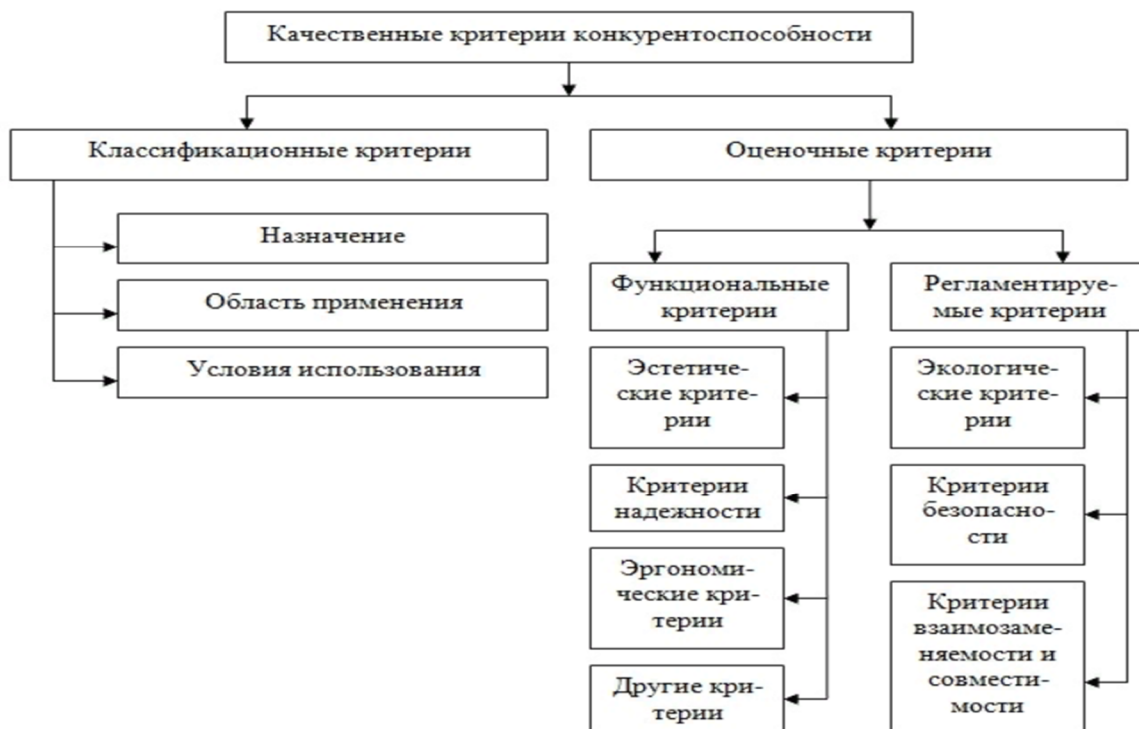 Качественные критерии конкурентоспособности
Классификационные критерии
Оценочные критерии
Назначение
Область применения
Условия использования
Функциональные
критерии
Эстетиче-
ские крите-
рии
Критерии
надежности
Эргономи-
ческие кри-
терии
Другие кри-
терии
Регламентируе-
мые критерии
Экологиче-
ские крите-
рии
Критерии
безопасно-
сти
Критерии
взаимозаме-
няемости и
совмести-
мости